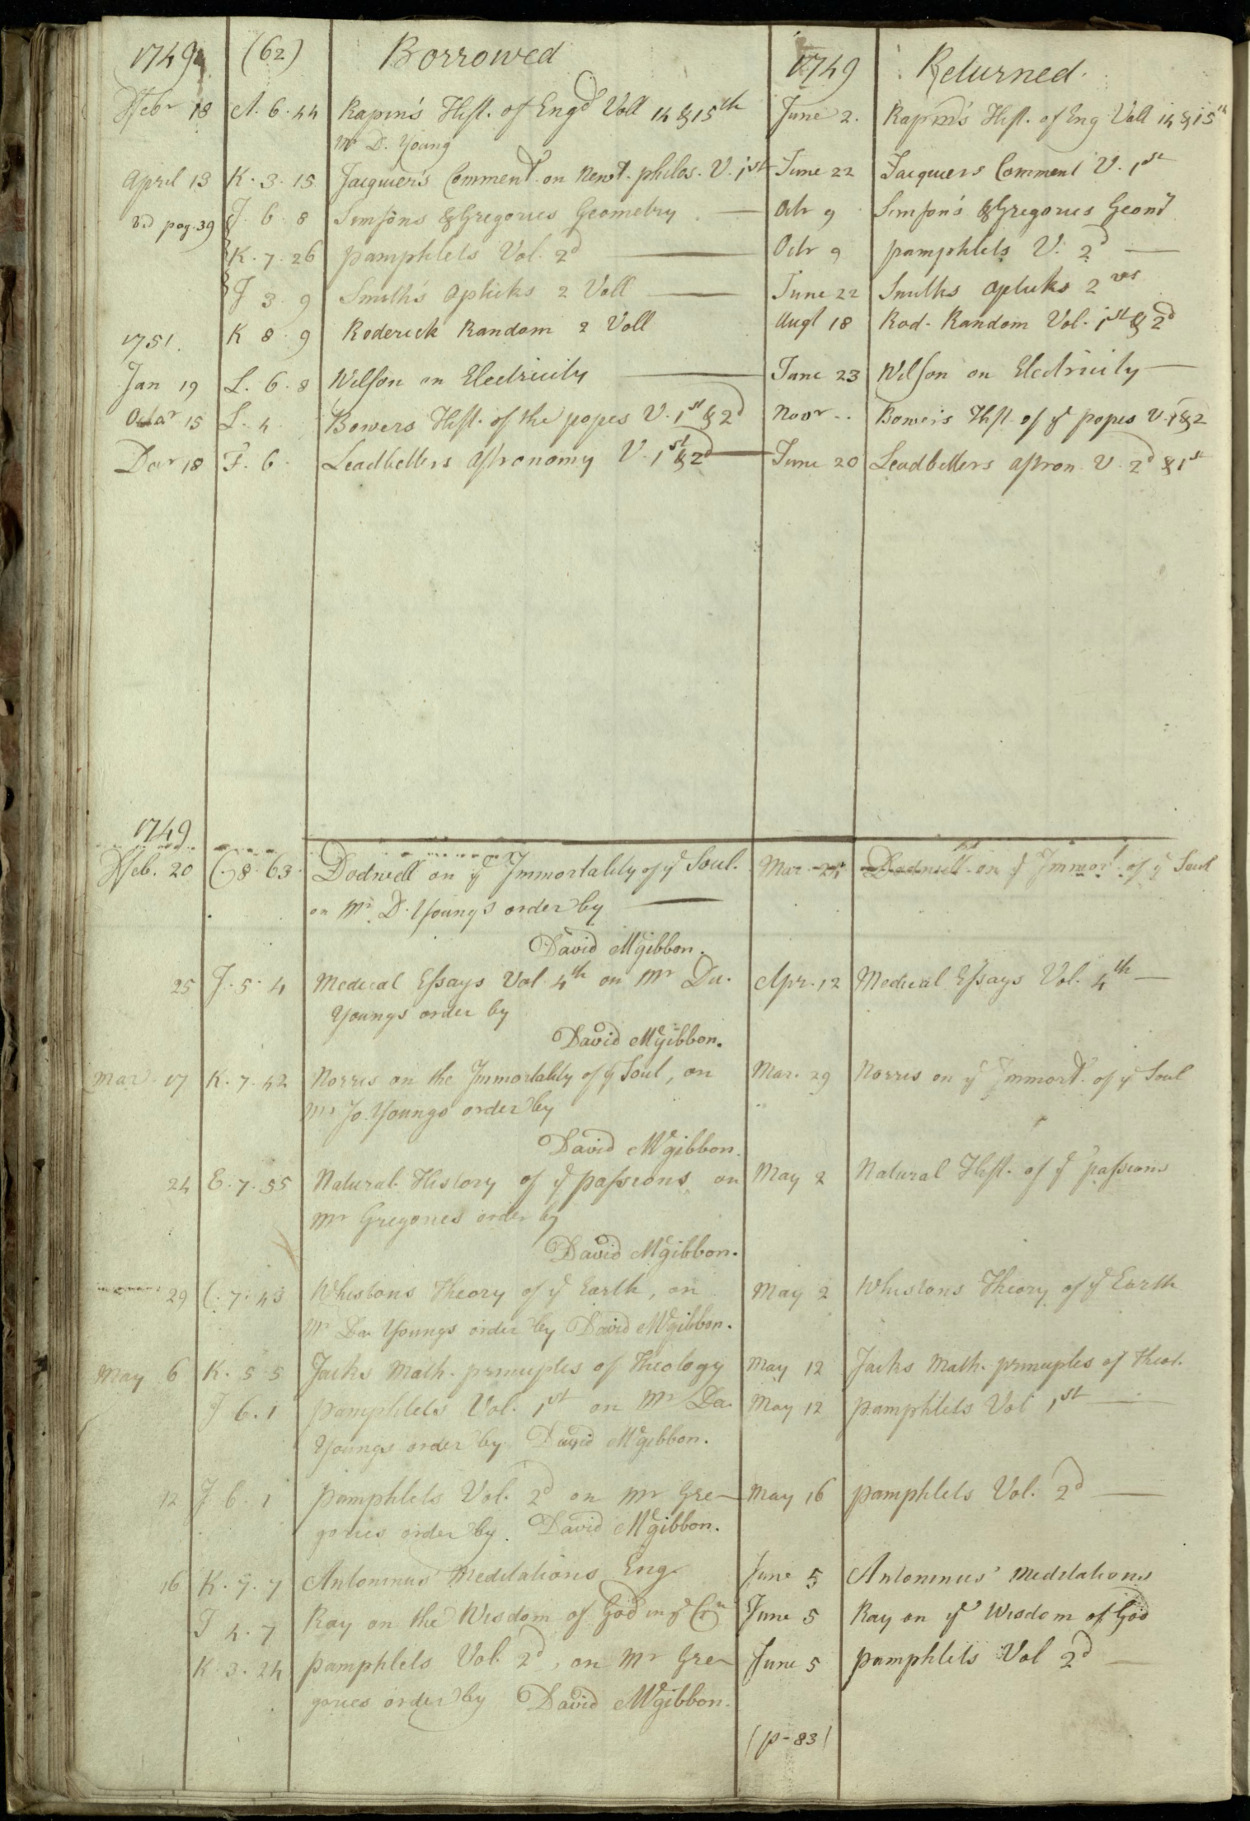 1749 (62) Borrowed 1749 Returned.
Feb. 18 A. 6. 44 Rapin's Hist. of Engd Voll 14 & 15th June 2. Rapin's Hist. of Eng Voll 14 & 15th
Mr D. Young
April 13 K. 3. 15 Jacquier's Comment. on Newt. philos. V. 1st June 22 Jacquiers Comment V. 1st
Vid pag. 39 J. 6. 8 Simson's & Gregories Geometry — Octr 9 Simson's & Gregories Geom
K. 7. 26 pamphlets Vol. 2d — Octr 9 pamphlets V. 2d —
J 3. 9 Smith's Opticks 2 Voll — June 22 Smiths Opticks 2 vols
1751. K 8. 9 Roderick Random 2 Voll Augt 18 Rod. Random Vol. 1st & 2d
Jan 19 L. 6. 8 Wilson on Electricity — June 23 Wilson on Electricity —
15 L. 4 Bowers Hist. of the popes V. 1st & 2d Novr .. Bowers Hist. of ye popes V. 1 & 2
18 F. 6. Leadbetters Astronomy V. 1st & 2d — June 20 Leadbetters Astron. V. 2d & 1st
1749
Feb. 20 C. 8. 63. Dodwell on ye Immortality of ye Soul. Mar. 25 Dodwell on ye Immort. of ye Soul
on Mr. D. Youngs order by —
David McGibbon.
25 J. 5. 4 Medical Essays Vol. 4th on Mr Da. Apr. 12 Medical Essays Vol. 4th —
Youngs order by
David McGibbon.
Mar. 17 K. 7. 42 Norris on the Immortality of ye Soul, on Mar. 29 Norris on ye Immort. of ye Soul
Mr Jo. Youngs order by
David McGibbon.
24 E. 7. 35 Natural History of ye passions on May 2 Natural Hist. of ye passions
Mr Gregories order by
David McGibbon.
29 C. 7. 43 Whistons Theory of ye Earth, on May 2 Whistons Theory of ye Earth
Mr Da Youngs order by David McGibbon.
May 6 K. 5 5 Jacks Math. principles of Theology May 12 Jacks Math. principles of Theol.
J 6. 1 pamphlets Vol. 1st on Mr Da. May 12 pamphlets Vol 1st —
Youngs order by David McGibbon.
12 J 6. 1 pamphlets Vol. 2d on Mr Gre- May 16 pamphlets Vol. 2d —
gories order by David McGibbon.
16 K. 7. 7 Antoninus' Meditations Eng. June 5 Antoninus' Meditations
J 4. 7 Ray on the Wisdom of God in ye Cn June 5 Ray on ye Wisdom of God
K. 3. 24 pamphlets Vol. 2d, on Mr Gre- June 5 pamphlets Vol 2d —
gories order by David McGibbon.
(p- 83)